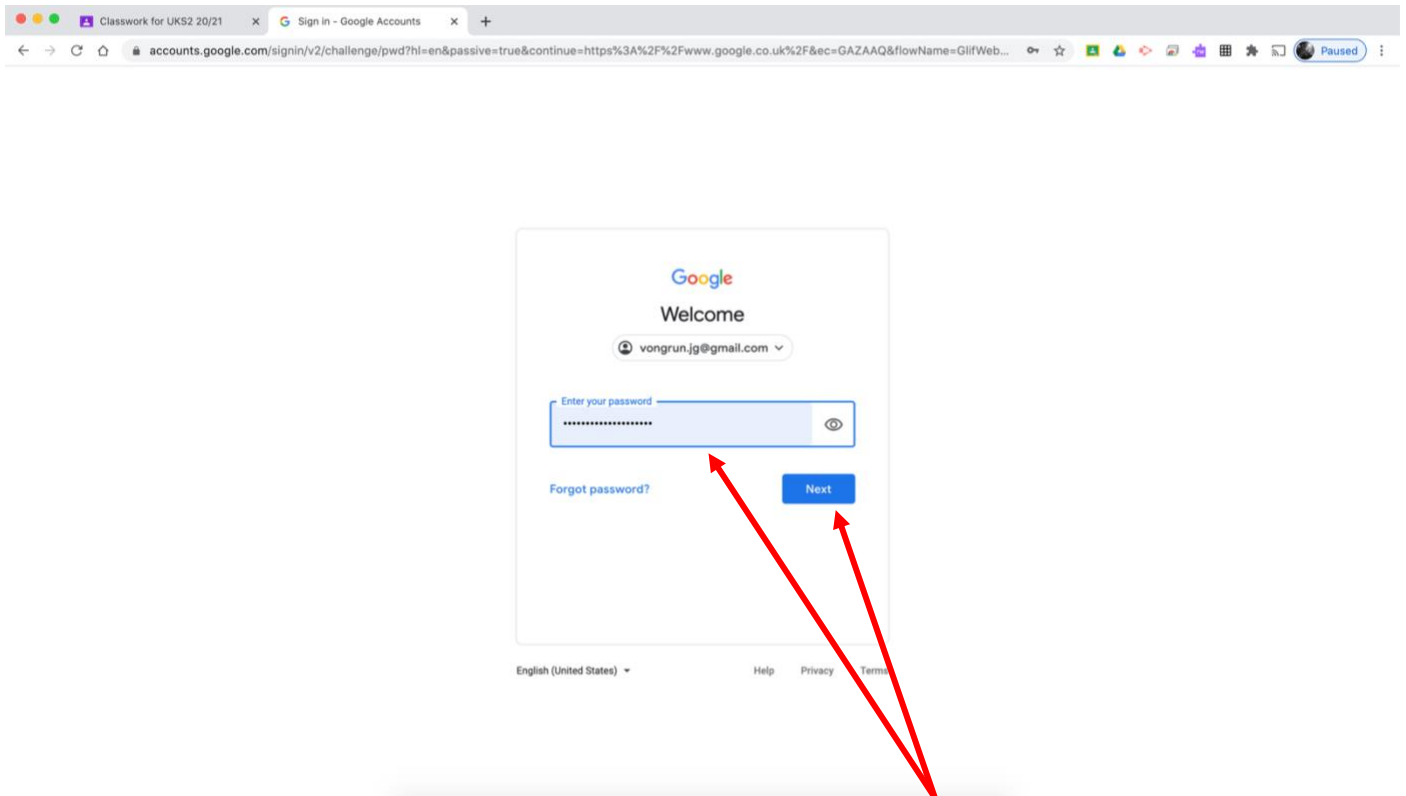 Classwork for UKS2 20/21
Sign in - Google Accounts
accounts.google.com/signin/v2/challenge/pwd?hl=en&passive=true&continue=https%3A%2F%2Fwww.google.co.uk%2F&ec=GAZAAQ&flowName=GlifWeb...
Paused
Google
Welcome
vongrun.jg@gmail.com
Enter your password
••••••••••••••••••••
Forgot password?
Next
English (United States)
Help Privacy Terms